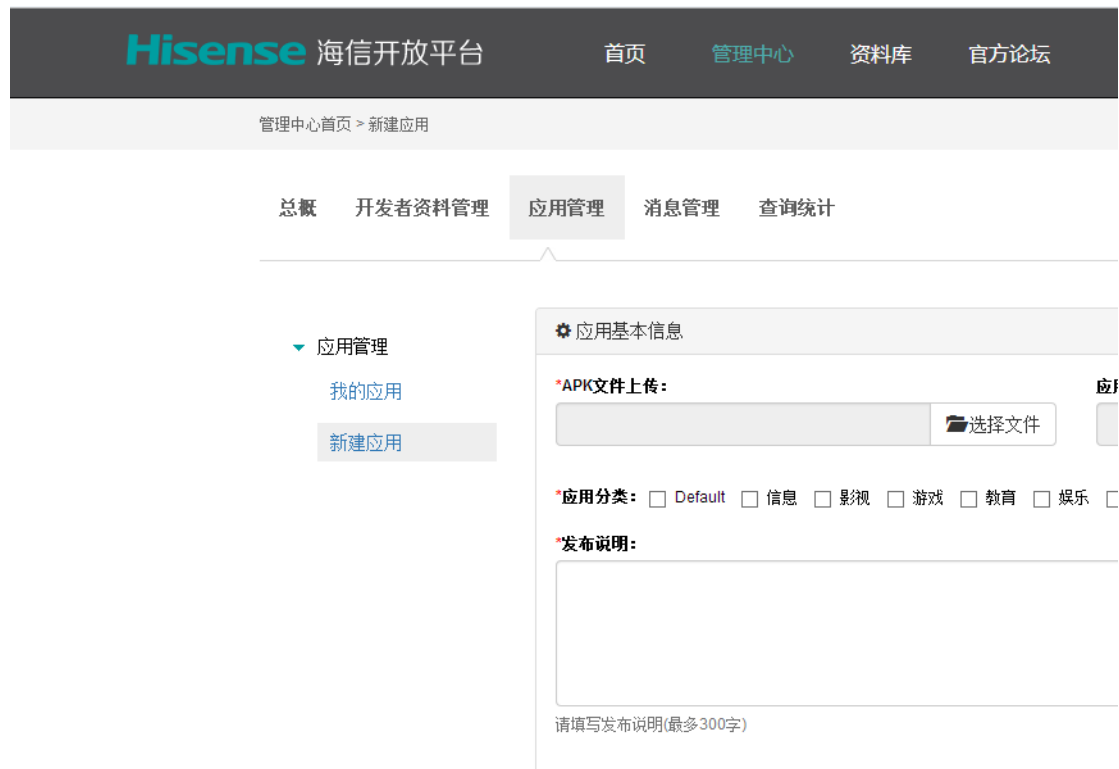 Hisense 海信开放平台 首页 管理中心 资料库 官方论坛
管理中心首页 > 新建应用
总概 开发者资料管理 应用管理 消息管理 查询统计
应用管理
我的应用
新建应用
应用基本信息
*APK文件上传： 应
选择文件
*应用分类： Default 信息 影视 游戏 教育 娱乐
*发布说明：
请填写发布说明(最多300字)